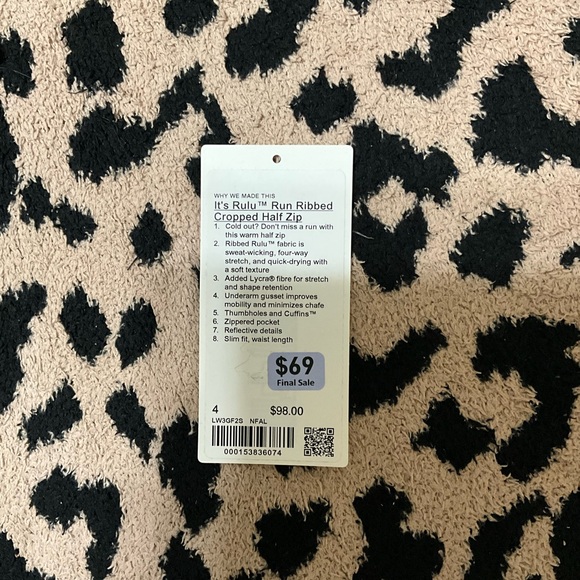 WHY WE MADE THIS
It's Rulu™ Run Ribbed
Cropped Half Zip
1. Cold out? Don't miss a run with
this warm half zip
2. Ribbed Rulu™ fabric is
sweat-wicking, four-way
stretch, and quick-drying with
a soft texture
3. Added Lycra® fibre for stretch
and shape retention
4. Underarm gusset improves
mobility and minimizes chafe
5. Thumbholes and Cuffins™
6. Zippered pocket
7. Reflective details
8. Slim fit, waist length
$69
Final Sale
4 $98.00
LW3GF2S NFAL
000153836074